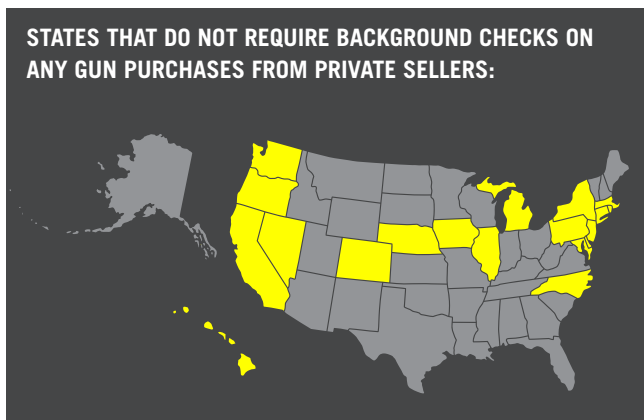 STATES THAT DO NOT REQUIRE BACKGROUND CHECKS ON
ANY GUN PURCHASES FROM PRIVATE SELLERS: